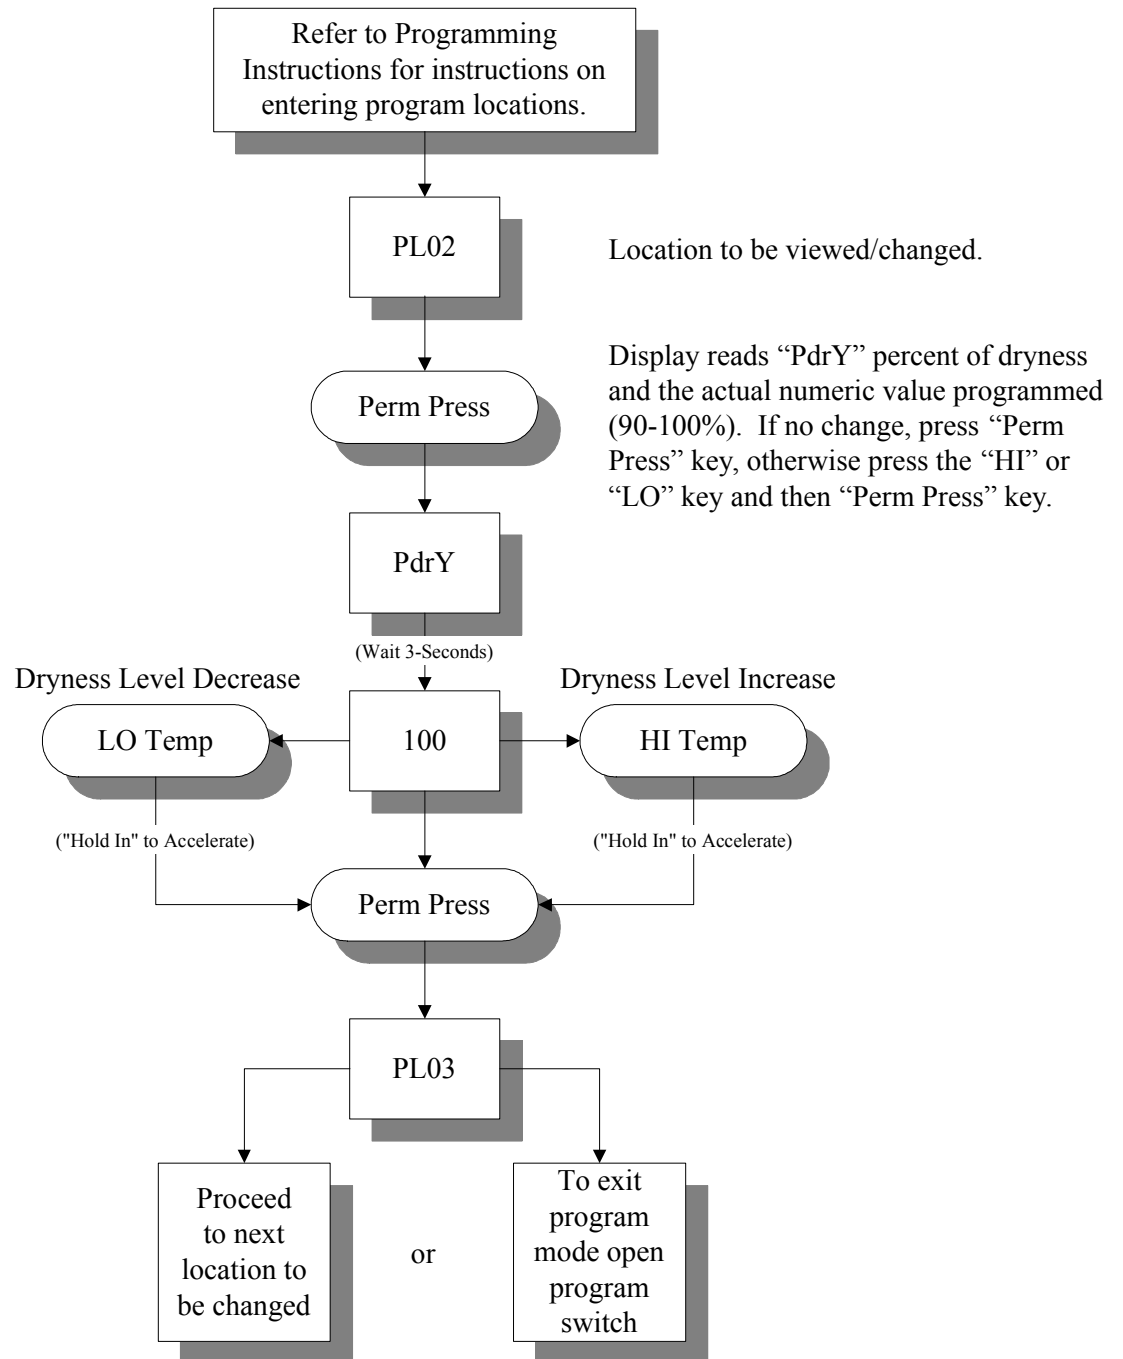 Refer to Programming
Instructions for instructions on
entering program locations.
PL02
Location to be viewed/changed.
Perm Press
Display reads “PdrY” percent of dryness
and the actual numeric value programmed
(90-100%).  If no change, press “Perm
Press” key, otherwise press the “HI” or
“LO” key and then “Perm Press” key.
PdrY
(Wait 3-Seconds)
Dryness Level Decrease
Dryness Level Increase
LO Temp
100
HI Temp
("Hold In" to Accelerate)
("Hold In" to Accelerate)
Perm Press
PL03
Proceed
to next
location to
be changed
or
To exit
program
mode open
program
switch